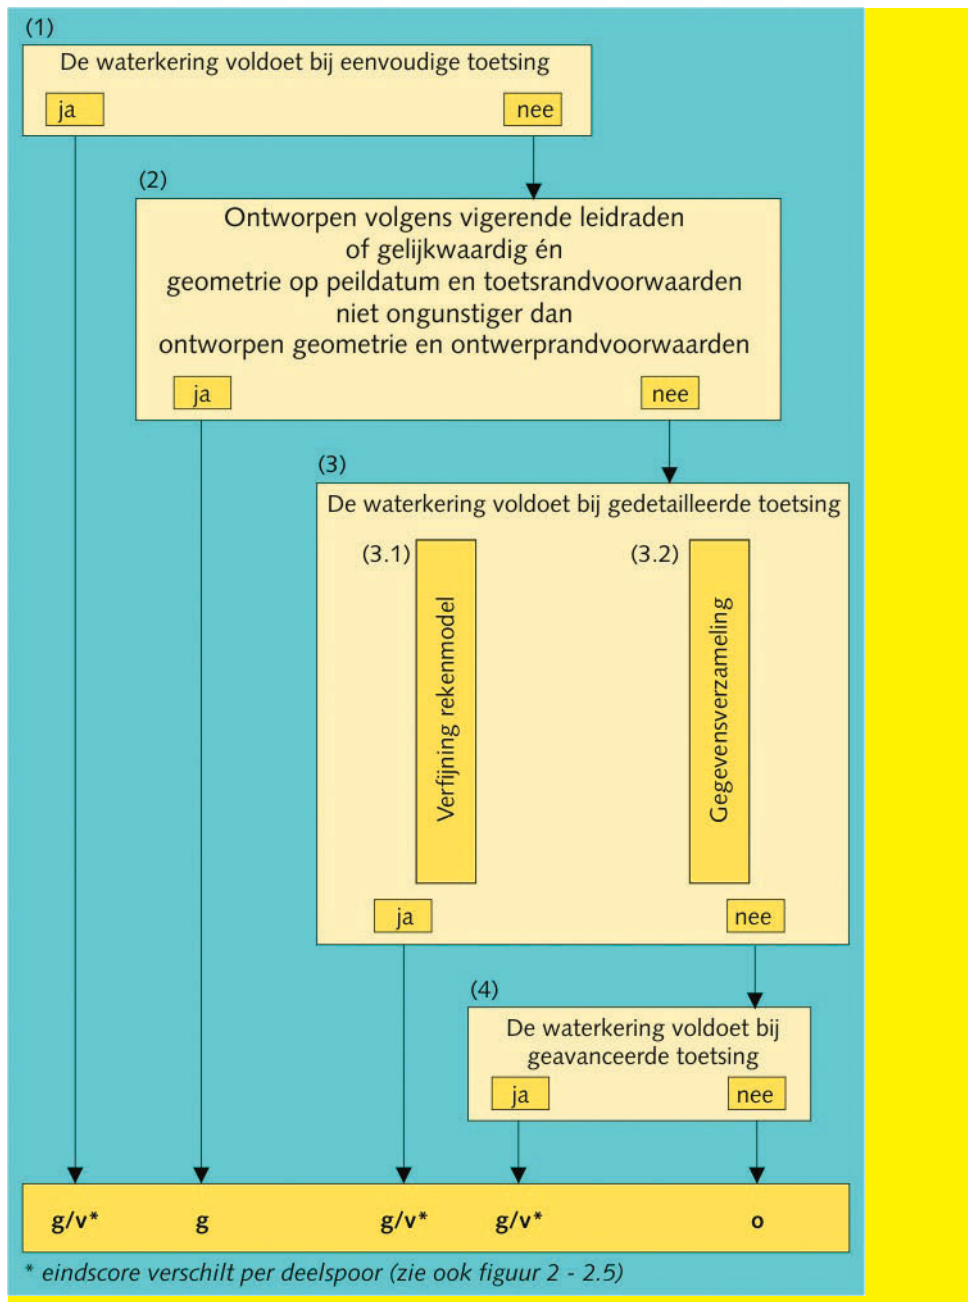 (1)
De waterkering voldoet bij eenvoudige toetsing
ja
nee
(2)
Ontworpen volgens vigerende leidraden
of gelijkwaardig én
geometrie op peildatum en toetsrandvoorwaarden
niet ongunstiger dan
ontworpen geometrie en ontwerprandvoorwaarden
ja
nee
(3)
De waterkering voldoet bij gedetailleerde toetsing
(3.1)
Verfijning rekenmodel
(3.2)
Gegevensverzameling
ja
nee
(4)
De waterkering voldoet bij
geavanceerde toetsing
ja
nee
g/v* g g/v* g/v* o
* eindscore verschilt per deelspoor (zie ook figuur 2 - 2.5)